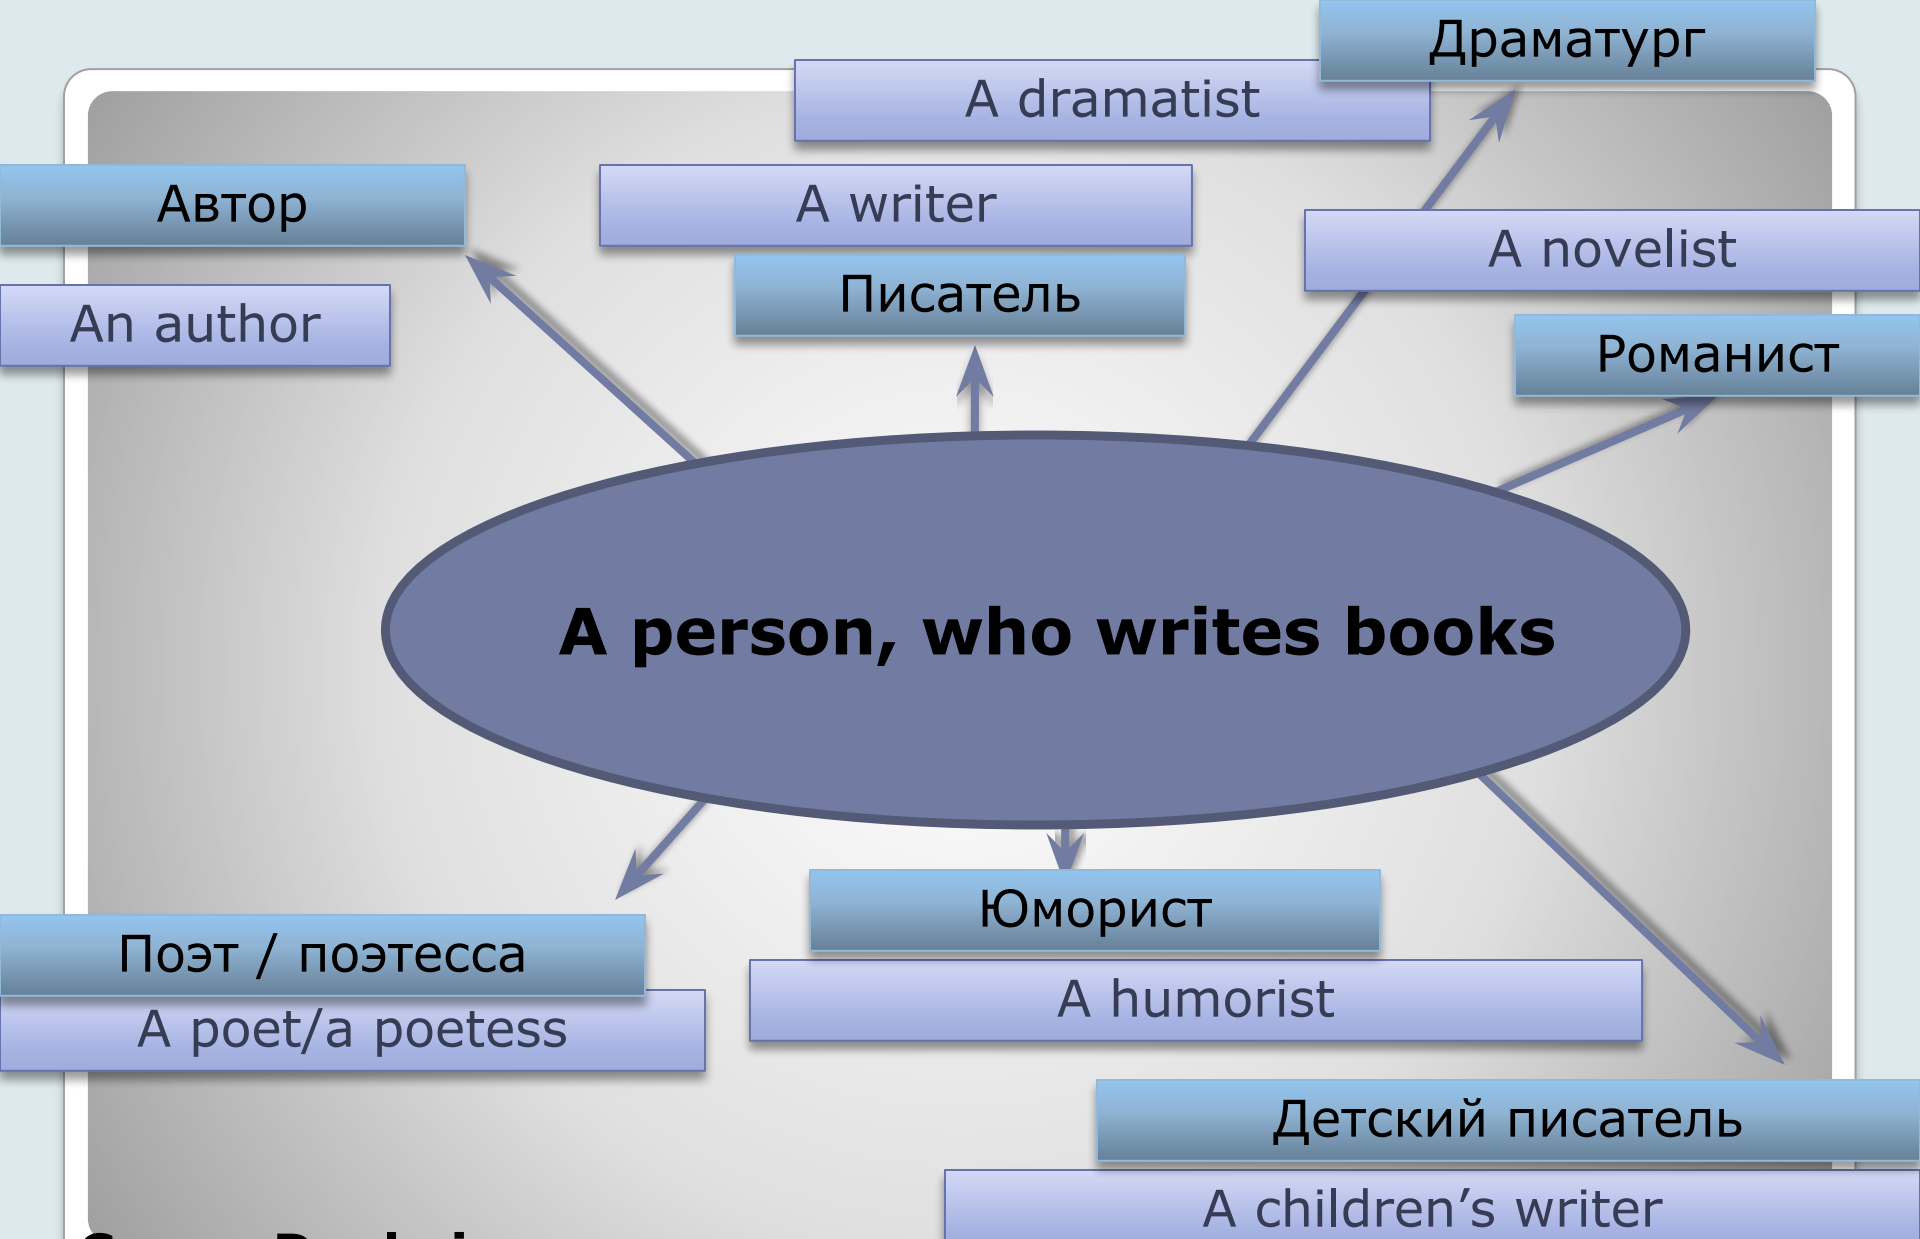 Драматург
A dramatist
Автор
A writer
An author
Писатель
A novelist
Романист
A person, who writes books
Юморист
Поэт / поэтесса
A humorist
A poet/a poetess
Детский писатель
A children’s writer